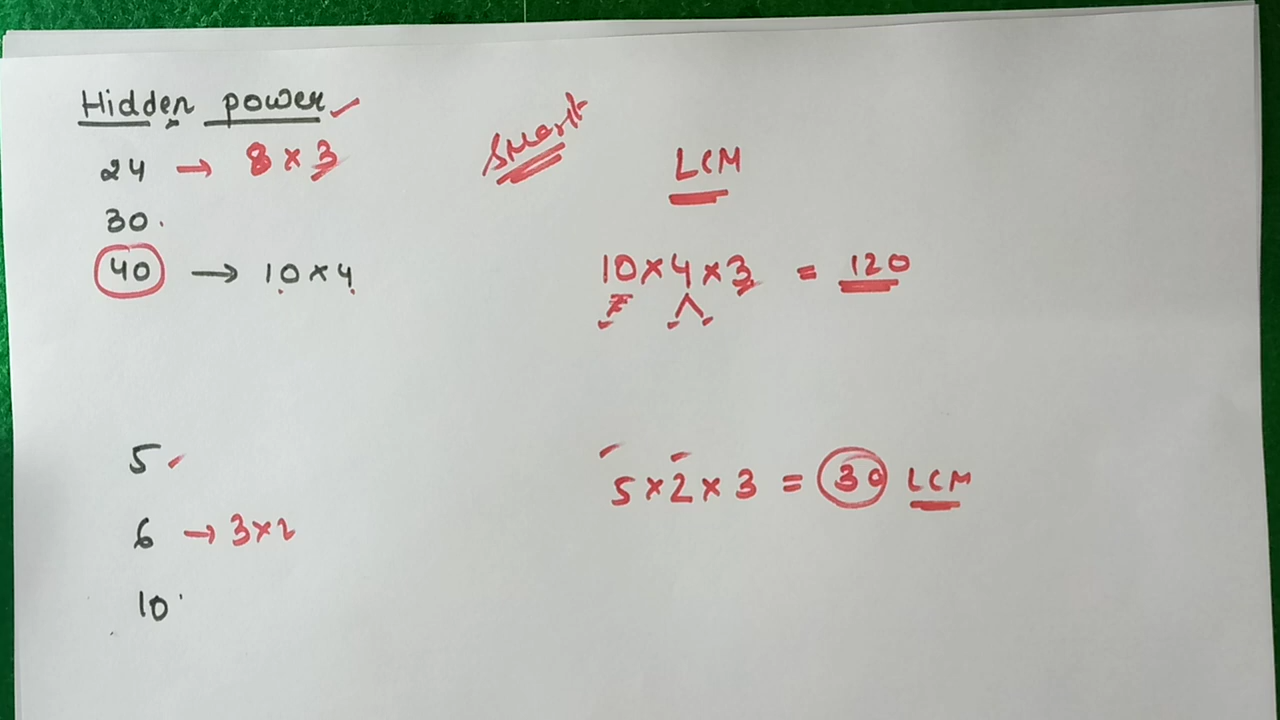 Hidden power
Smart
24 → 8 × 3
LCM
30.
40 → 10 × 4
10 × 4 × 3 = 120
5
5 × 2 × 3 = 30 LCM
6 → 3 × 2
10